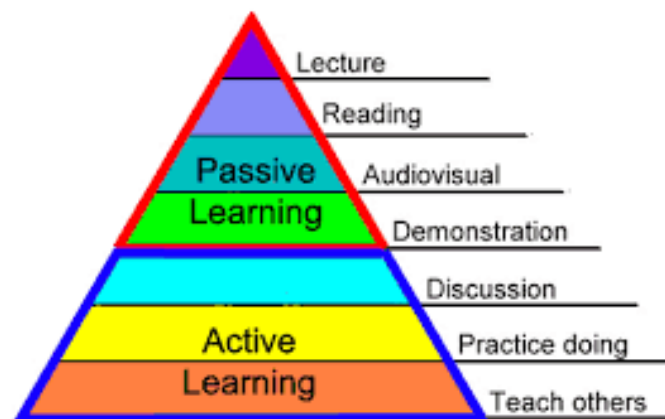 Lecture
Reading
Passive
Audiovisual
Learning
Demonstration
Discussion
Active
Practice doing
Learning
Teach others